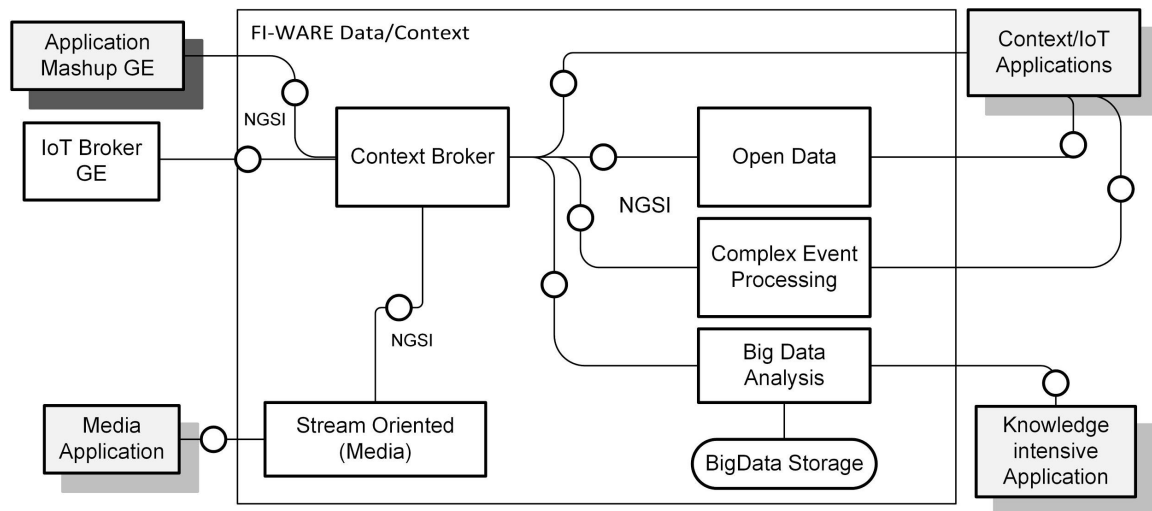 FI-WARE Data/Context
Application
Mashup GE
NGSI
IoT Broker
GE
Context Broker
Open Data
Context/IoT
Applications
NGSI
Complex Event
Processing
NGSI
Big Data
Analysis
Media
Application
Stream Oriented
(Media)
BigData Storage
Knowledge
intensive
Application